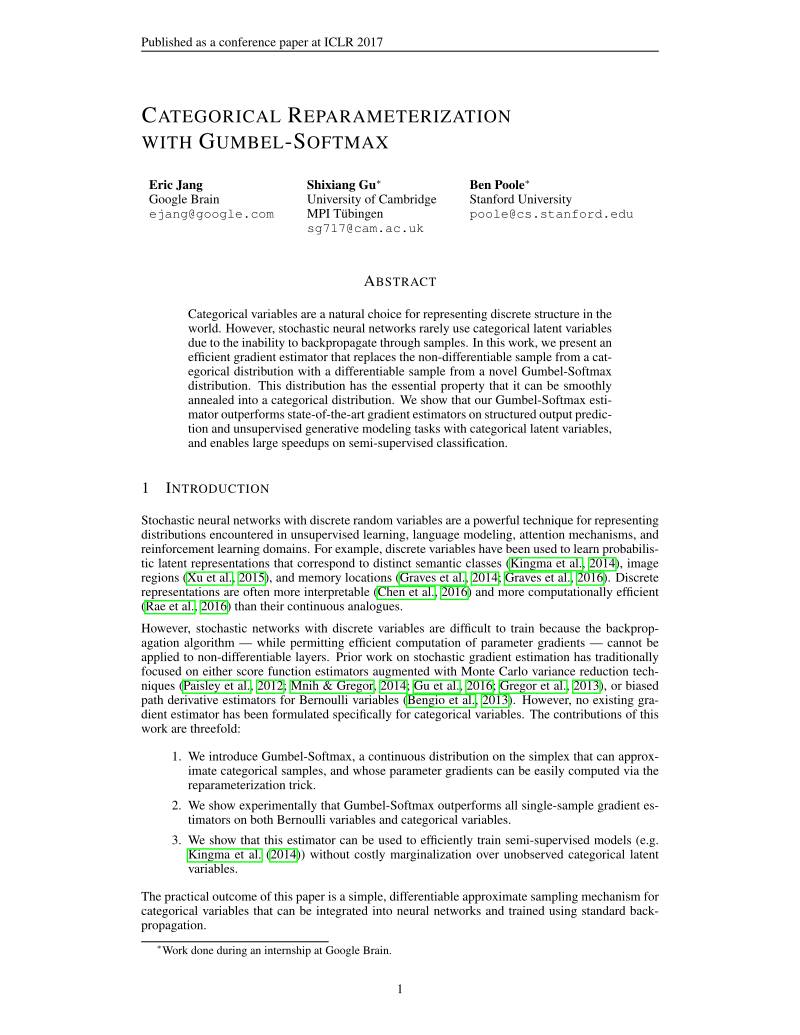 Published as a conference paper at ICLR 2017
CATEGORICAL REPARAMETERIZATION
WITH GUMBEL-SOFTMAX
Eric Jang
Google Brain
ejang@google.com
Shixiang Gu*
University of Cambridge
MPI Tübingen
sg717@cam.ac.uk
Ben Poole*
Stanford University
poole@cs.stanford.edu
ABSTRACT
Categorical variables are a natural choice for representing discrete structure in the
world. However, stochastic neural networks rarely use categorical latent variables
due to the inability to backpropagate through samples. In this work, we present an
efficient gradient estimator that replaces the non-differentiable sample from a cat-
egorical distribution with a differentiable sample from a novel Gumbel-Softmax
distribution. This distribution has the essential property that it can be smoothly
annealed into a categorical distribution. We show that our Gumbel-Softmax esti-
mator outperforms state-of-the-art gradient estimators on structured output predic-
tion and unsupervised generative modeling tasks with categorical latent variables,
and enables large speedups on semi-supervised classification.
1 INTRODUCTION
Stochastic neural networks with discrete random variables are a powerful technique for representing
distributions encountered in unsupervised learning, language modeling, attention mechanisms, and
reinforcement learning domains. For example, discrete variables have been used to learn probabilis-
tic latent representations that correspond to distinct semantic classes (Kingma et al., 2014), image
regions (Xu et al., 2015), and memory locations (Graves et al., 2014; Graves et al., 2016). Discrete
representations are often more interpretable (Chen et al., 2016) and more computationally efficient
(Rae et al., 2016) than their continuous analogues.
However, stochastic networks with discrete variables are difficult to train because the backprop-
agation algorithm — while permitting efficient computation of parameter gradients — cannot be
applied to non-differentiable layers. Prior work on stochastic gradient estimation has traditionally
focused on either score function estimators augmented with Monte Carlo variance reduction tech-
niques (Paisley et al., 2012; Mnih & Gregor, 2014; Gu et al., 2016; Gregor et al., 2013), or biased
path derivative estimators for Bernoulli variables (Bengio et al., 2013). However, no existing gra-
dient estimator has been formulated specifically for categorical variables. The contributions of this
work are threefold:
1. We introduce Gumbel-Softmax, a continuous distribution on the simplex that can approx-
imate categorical samples, and whose parameter gradients can be easily computed via the
reparameterization trick.
2. We show experimentally that Gumbel-Softmax outperforms all single-sample gradient es-
timators on both Bernoulli variables and categorical variables.
3. We show that this estimator can be used to efficiently train semi-supervised models (e.g.
Kingma et al. (2014)) without costly marginalization over unobserved categorical latent
variables.
The practical outcome of this paper is a simple, differentiable approximate sampling mechanism for
categorical variables that can be integrated into neural networks and trained using standard back-
propagation.
*Work done during an internship at Google Brain.
1